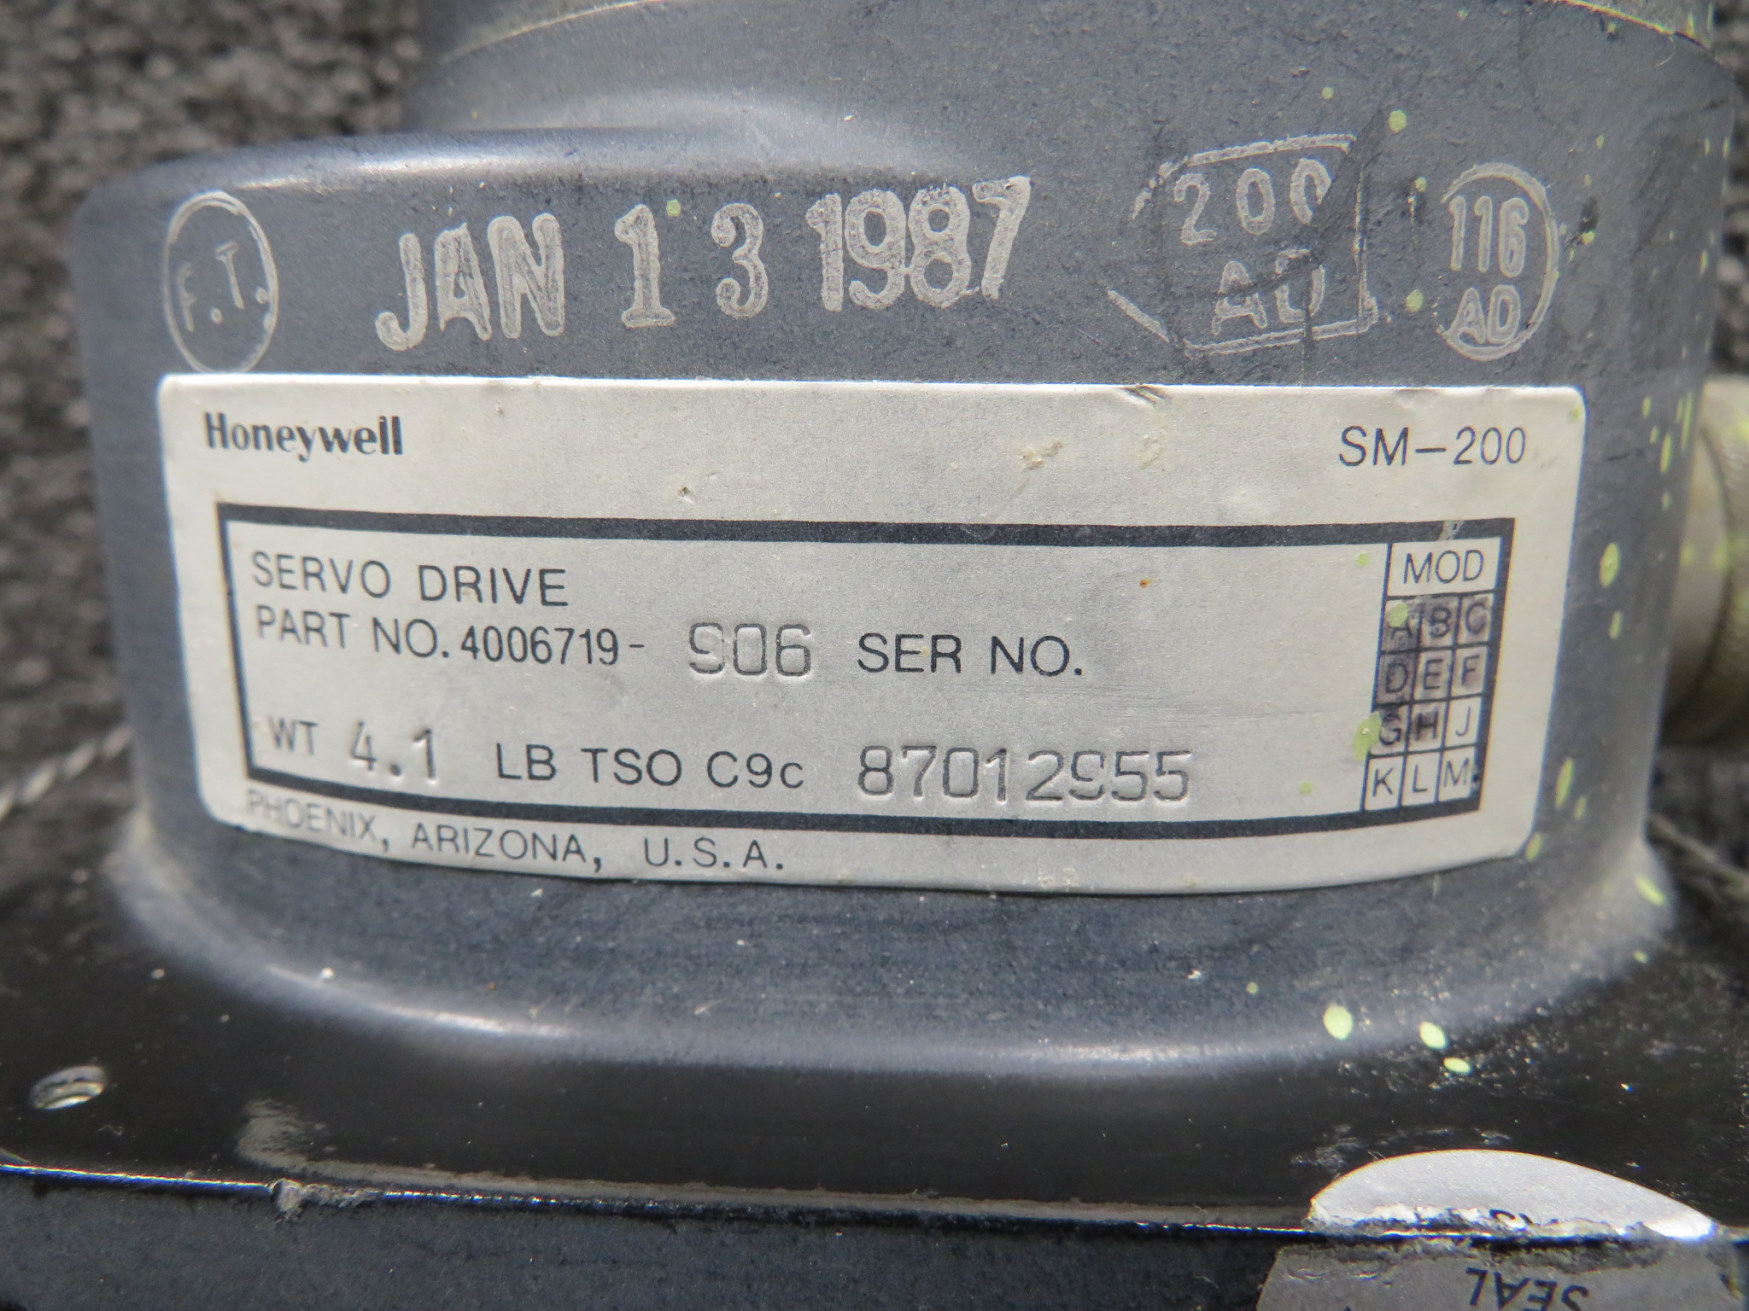 F.T. JAN 13 1987 200 AD 116 AD
Honeywell SM-200
SERVO DRIVE MOD
PART NO. 4006719- 906 SER NO. A B C
D E F
WT 4.1 LB TSO C9c 87012955 G H J
K L M
PHOENIX, ARIZONA, U.S.A.
SEAL